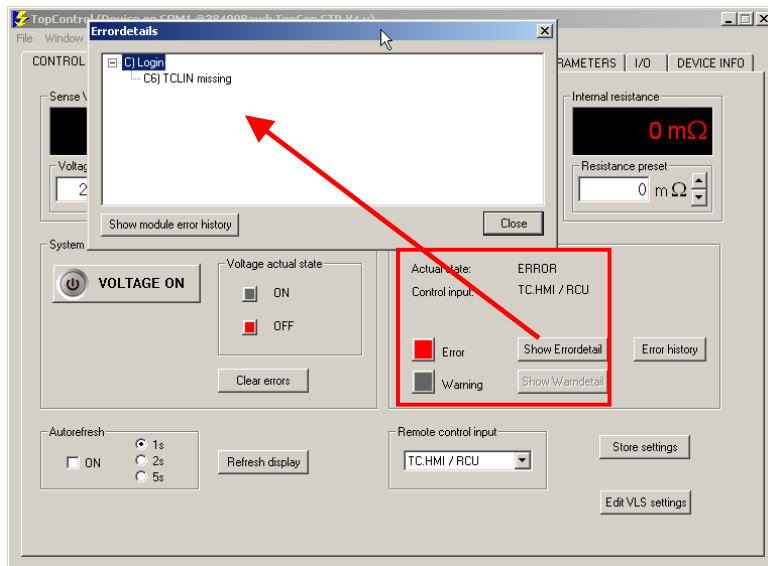 TopControl (Device on COM1 @38400Baud: TopCon CTR V4.x)
File Window
Errordetails
CONTROL
RAMETERS
I/O
DEVICE INFO
C) Login
C6) TCLIN missing
Show module error history
Close
Sense V
Voltag
2
Internal resistance
0 mΩ
Resistance preset
0 m Ω
System
VOLTAGE ON
Voltage actual state
ON
OFF
Clear errors
Actual state: ERROR
Control input: TC.HMI / RCU
Error
Show Errordetail
Error history
Warning
Show Warndetail
Autorefresh
ON
1s
2s
5s
Refresh display
Remote control input
TC.HMI / RCU
Store settings
Edit VLS settings